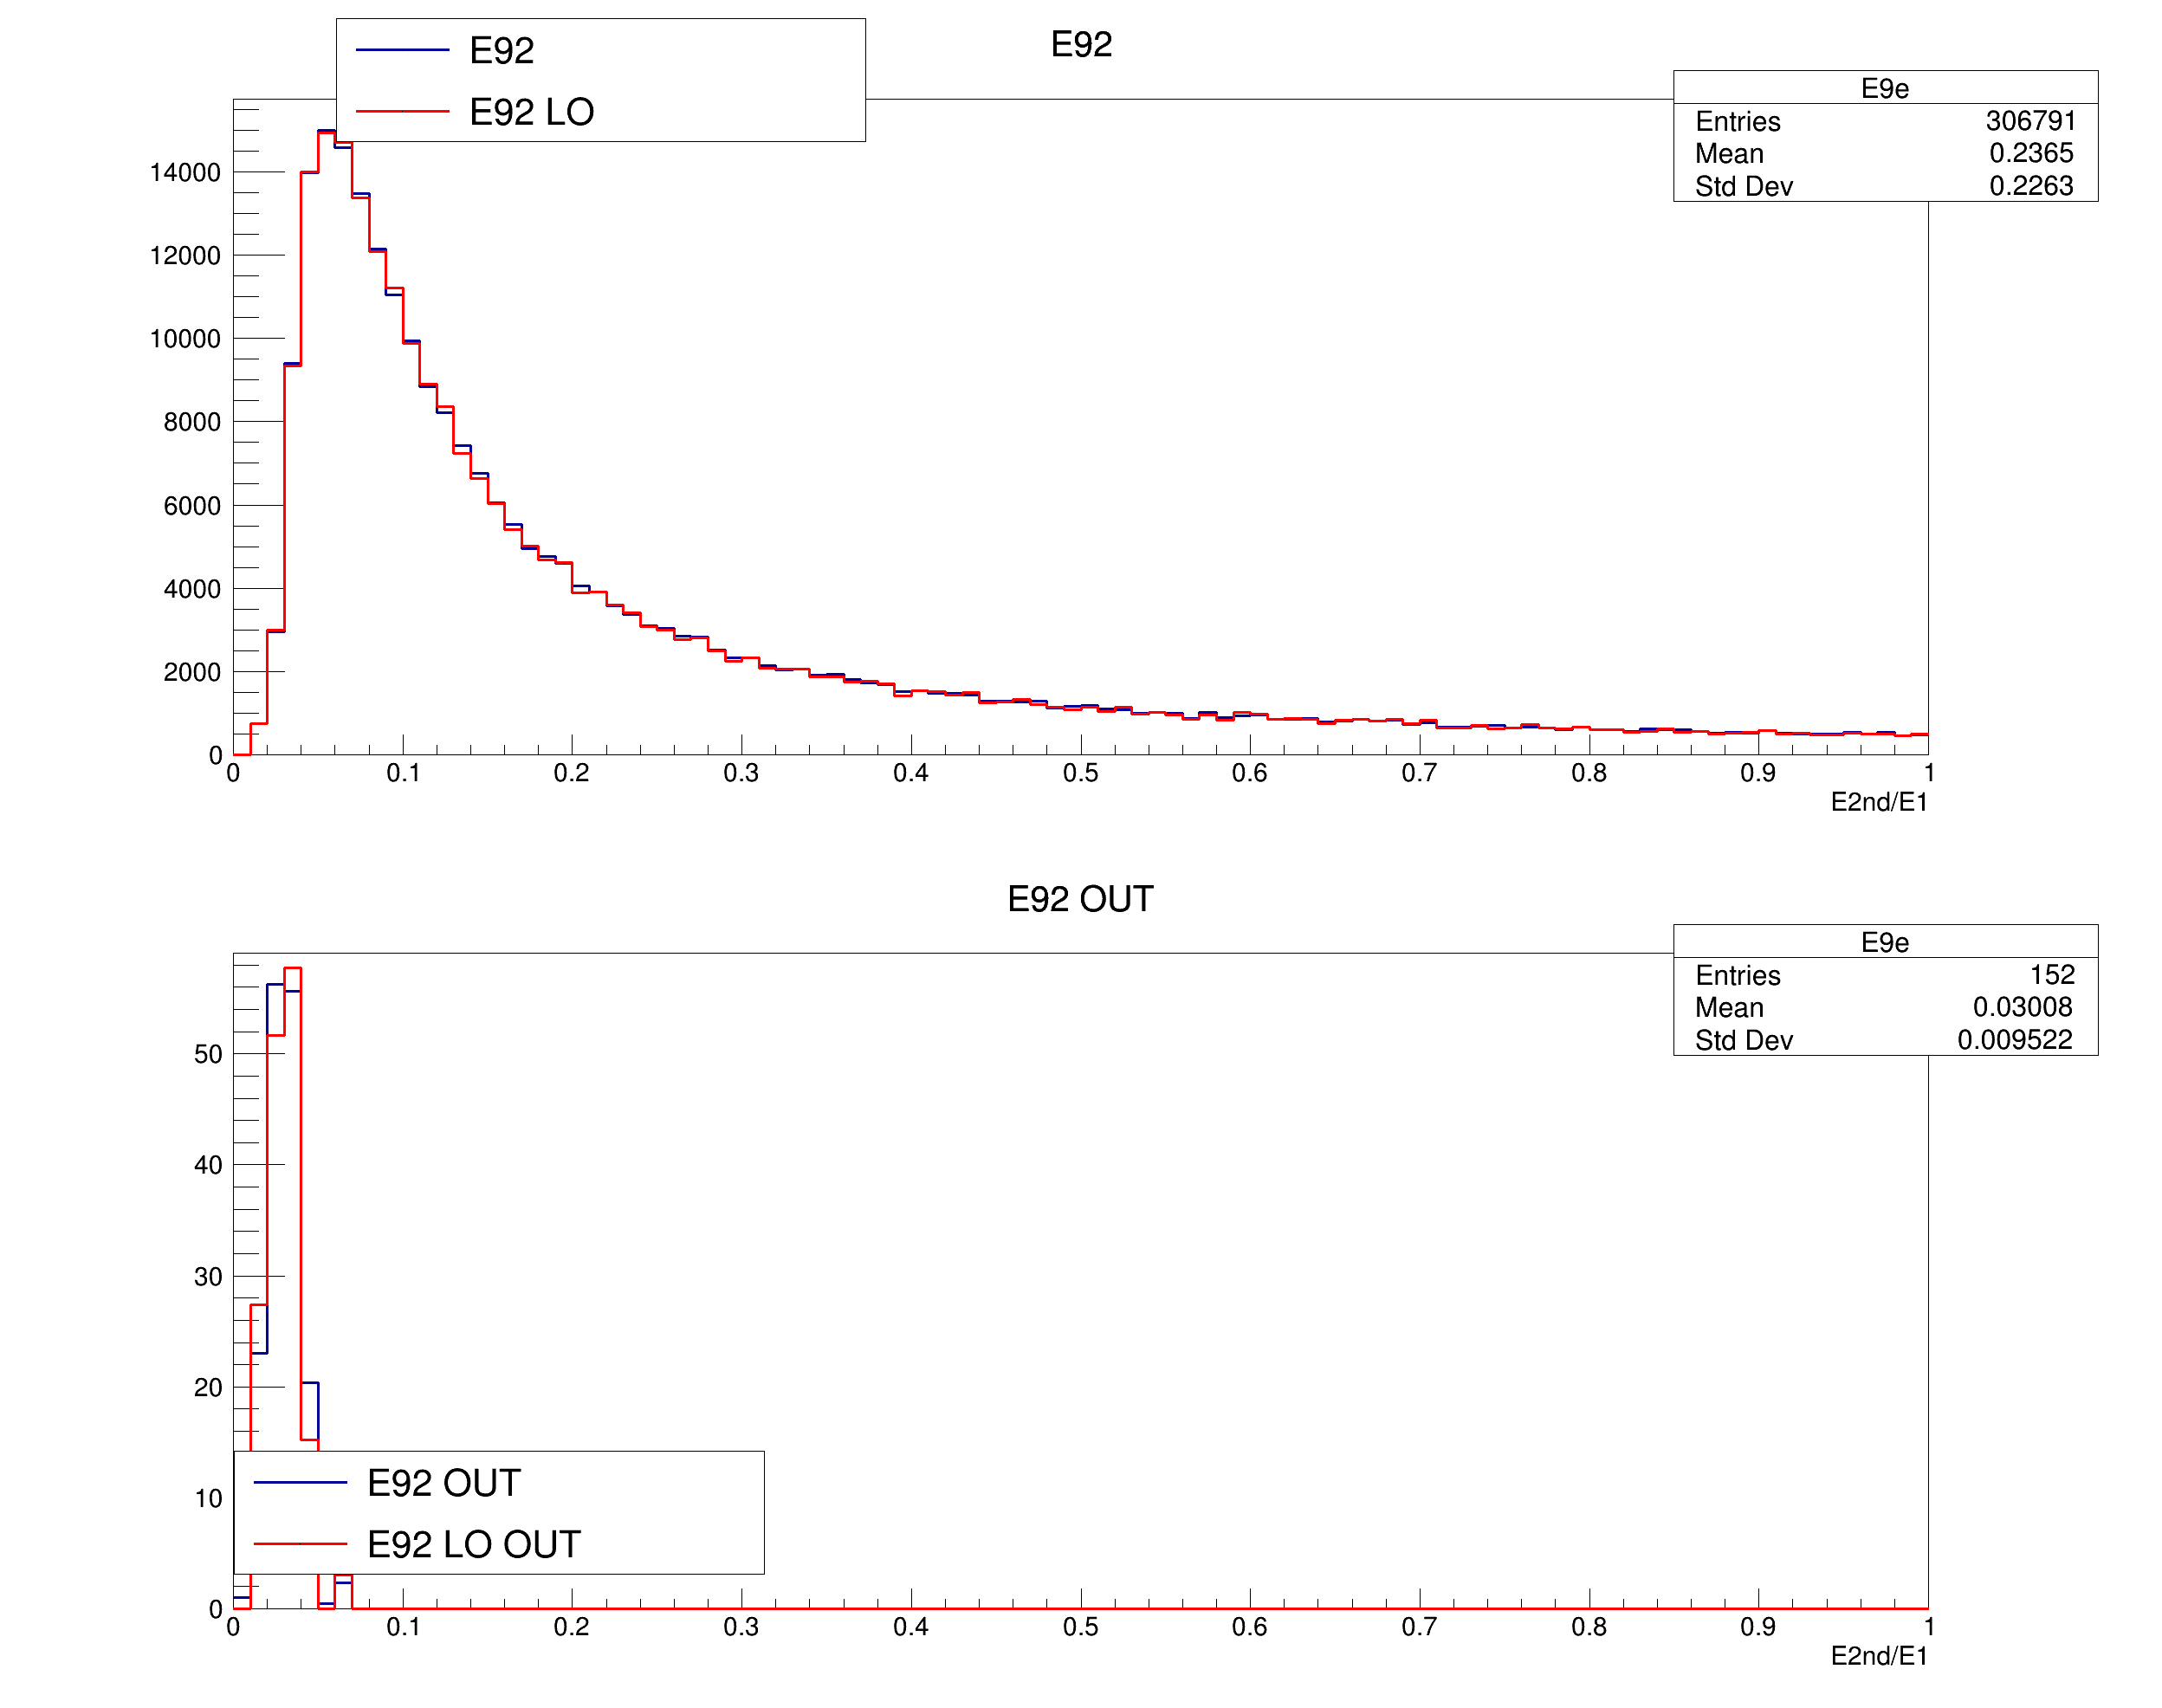 E92
E92 LO
E92
E9e
Entries 306791
Mean 0.2365
Std Dev 0.2263
14000
12000
10000
8000
6000
4000
2000
0
0 0.1 0.2 0.3 0.4 0.5 0.6 0.7 0.8 0.9 1
E2nd/E1
E92 OUT
E9e
Entries 152
Mean 0.03008
Std Dev 0.009522
50
40
30
20
10
0
E92 OUT
E92 LO OUT
0 0.1 0.2 0.3 0.4 0.5 0.6 0.7 0.8 0.9 1
E2nd/E1